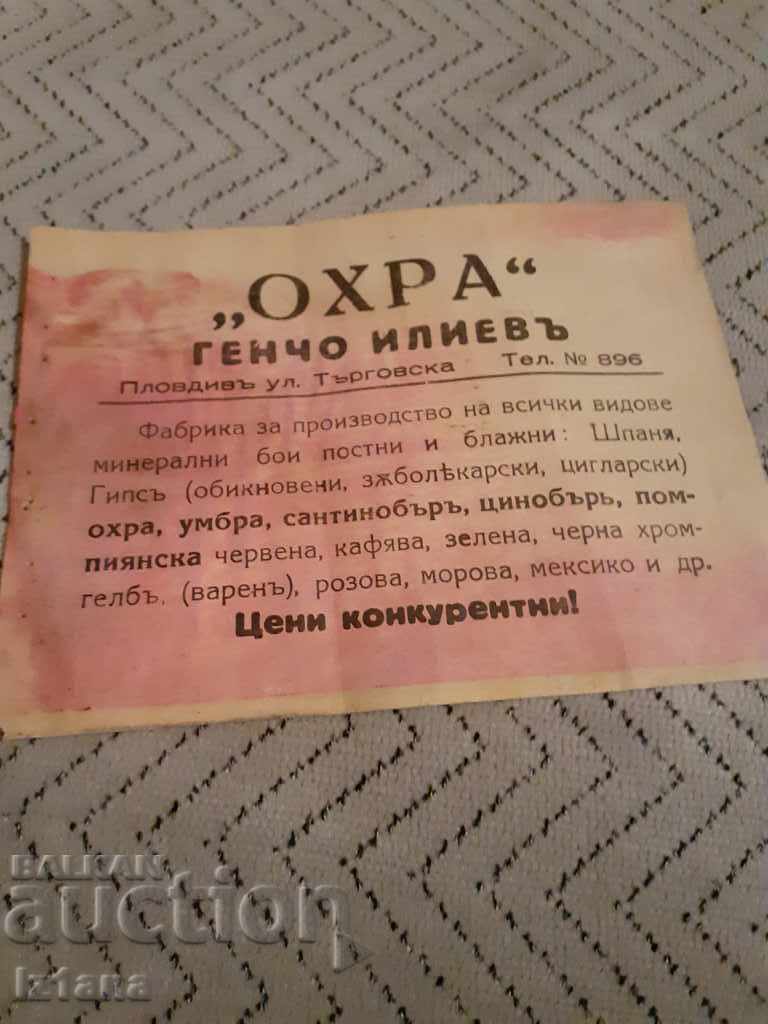 „ОХРА“
ГЕНЧО ИЛИЕВЪ
Пловдивъ ул. Търговска Тел. № 896
Фабрика за производство на всички видове
минерални бои постни и блажни: Шпаня,
Гипсъ (обикновени, зѫболѣкарски, цигларски)
охра, умбра, сантинобъръ, цинобъръ, пом-
пиянска червена, кафява, зелена, черна хром-
гелбъ, (варенъ), розова, морова, мексико и др.
Цени конкурентни!
BALKAN
auction
Iz1ana